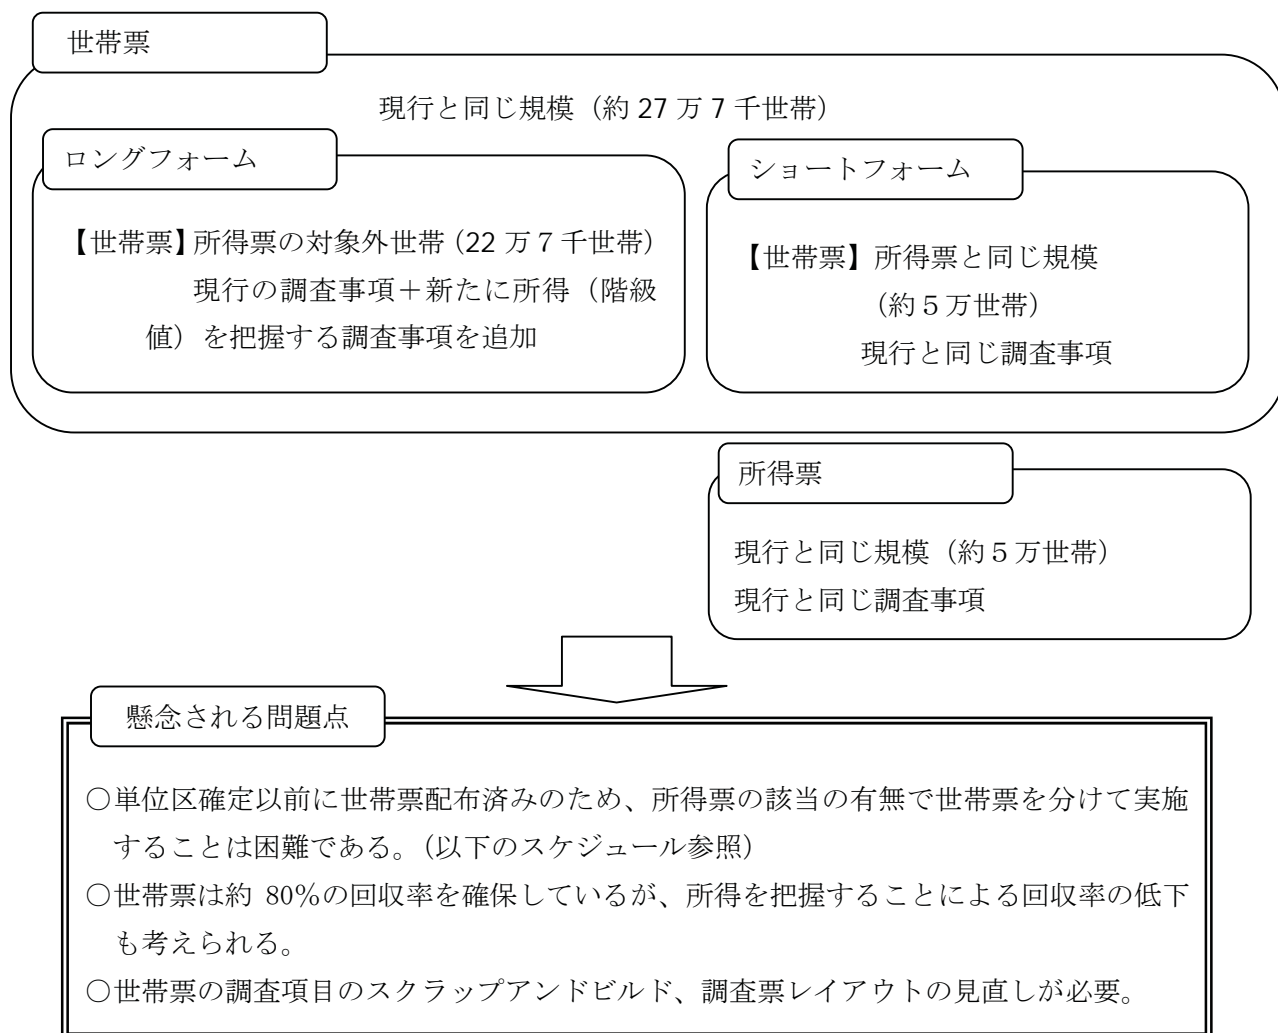 世帯票
現行と同じ規模（約 27 万 7 千世帯）
ロングフォーム
【世帯票】所得票の対象外世帯（22 万７千世帯）
現行の調査事項＋新たに所得（階級
値）を把握する調査事項を追加
ショートフォーム
【世帯票】所得票と同じ規模
（約５万世帯）
現行と同じ調査事項
所得票
現行と同じ規模（約５万世帯）
現行と同じ調査事項
懸念される問題点
○単位区確定以前に世帯票配布済みのため、所得票の該当の有無で世帯票を分けて実施
することは困難である。（以下のスケジュール参照）
○世帯票は約 80％の回収率を確保しているが、所得を把握することによる回収率の低下
も考えられる。
○世帯票の調査項目のスクラップアンドビルド、調査票レイアウトの見直しが必要。